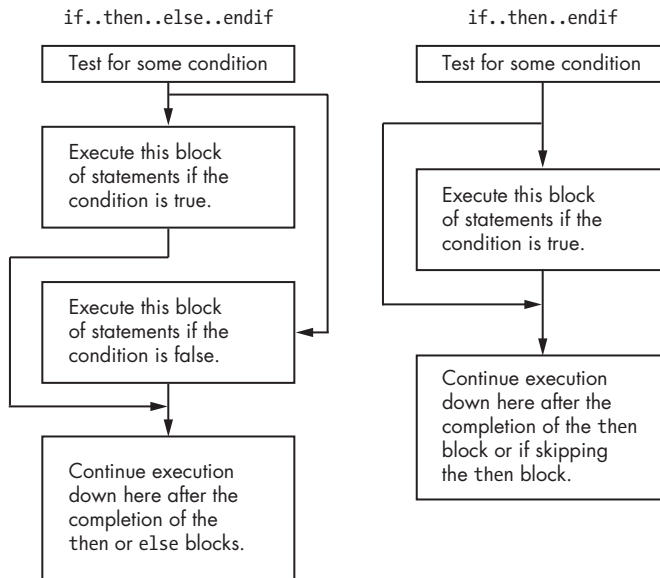 if..then..else..endif
Test for some condition
Execute this block
of statements if the
condition is true.
Execute this block
of statements if the
condition is false.
Continue execution
down here after the
completion of the
then or else blocks.
if..then..endif
Test for some condition
Execute this block
of statements if the
condition is true.
Continue execution
down here after the
completion of the then
block or if skipping
the then block.